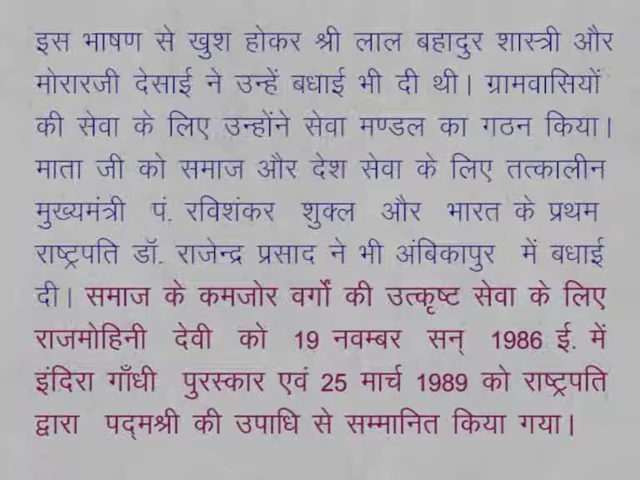 इस भाषण से खुश होकर श्री लाल बहादुर शास्त्री और
मोरारजी देसाई ने उन्हें बधाई भी दी थी। ग्रामवासियों
की सेवा के लिए उन्होंने सेवा मण्डल का गठन किया।
माता जी को समाज और देश सेवा के लिए तत्कालीन
मुख्यमंत्री पं. रविशंकर शुक्ल और भारत के प्रथम
राष्ट्रपति डॉ. राजेन्द्र प्रसाद ने भी अंबिकापुर में बधाई
दी। समाज के कमजोर वर्गों की उत्कृष्ट सेवा के लिए
राजमोहिनी देवी को 19 नवम्बर सन् 1986 ई. में
इंदिरा गाँधी पुरस्कार एवं 25 मार्च 1989 को राष्ट्रपति
द्वारा पद्मश्री की उपाधि से सम्मानित किया गया।